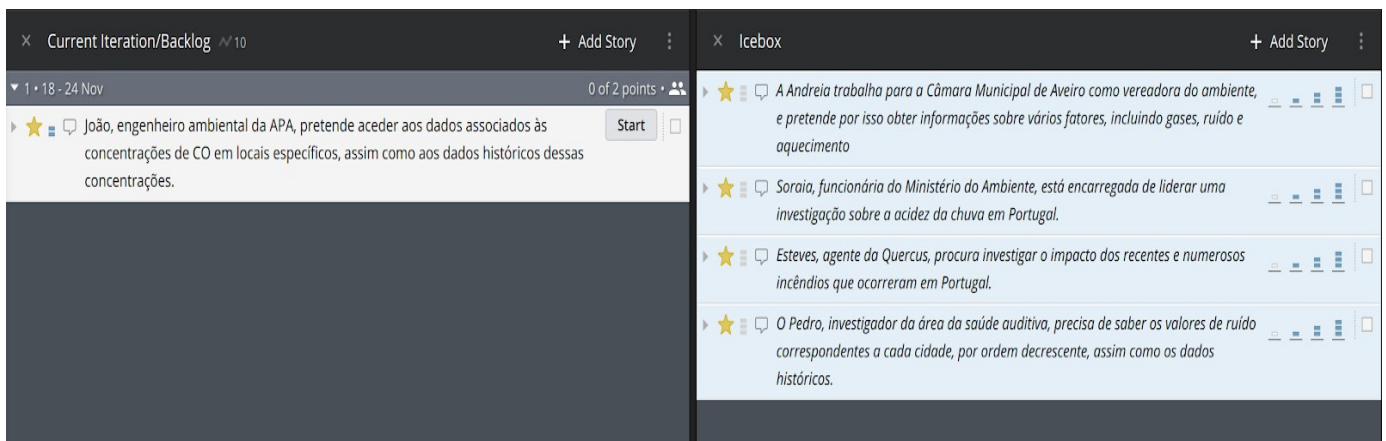 Current Iteration/Backlog 10
+ Add Story
1 • 18 - 24 Nov
0 of 2 points •
João, engenheiro ambiental da APA, pretende aceder aos dados associados às
concentrações de CO em locais específicos, assim como aos dados históricos dessas
concentrações.
Start
Icebox
+ Add Story
A Andreia trabalha para a Câmara Municipal de Aveiro como vereadora do ambiente,
e pretende por isso obter informações sobre vários fatores, incluindo gases, ruído e
aquecimento
Soraia, funcionária do Ministério do Ambiente, está encarregada de liderar uma
investigação sobre a acidez da chuva em Portugal.
Esteves, agente da Quercus, procura investigar o impacto dos recentes e numerosos
incêndios que ocorreram em Portugal.
O Pedro, investigador da área da saúde auditiva, precisa de saber os valores de ruído
correspondentes a cada cidade, por ordem decrescente, assim como os dados
históricos.